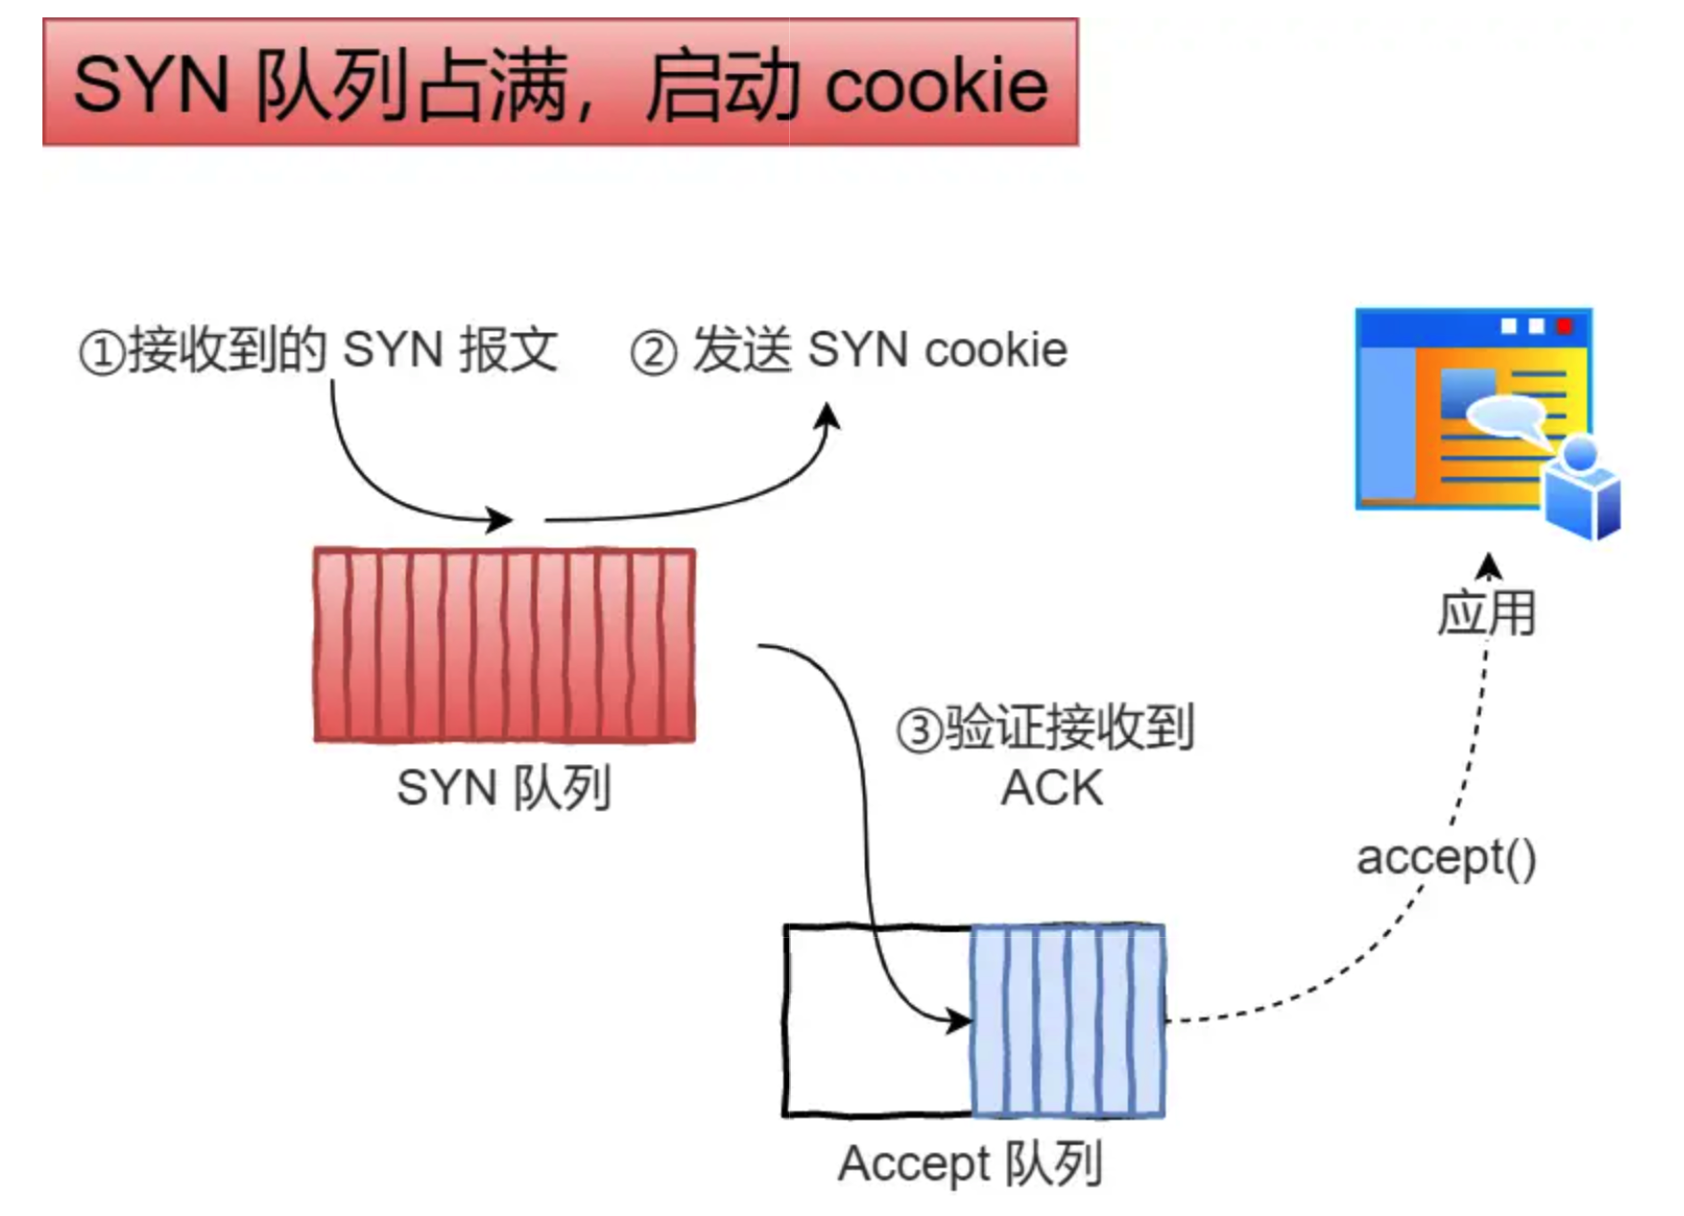 SYN 队列占满，启动 cookie
①接收到的 SYN 报文
② 发送 SYN cookie
应用
③验证接收到
ACK
SYN 队列
accept()
Accept 队列